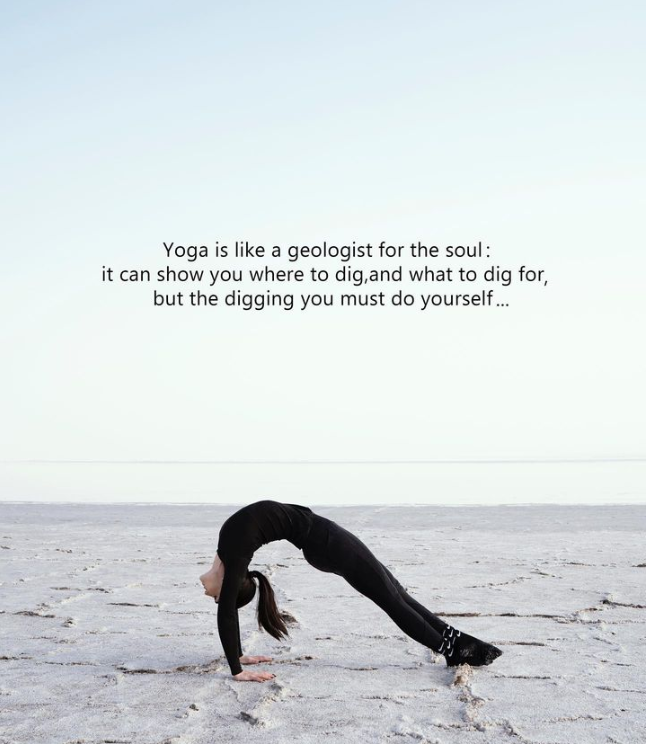 Yoga is like a geologist for the soul:
it can show you where to dig,and what to dig for,
but the digging you must do yourself...